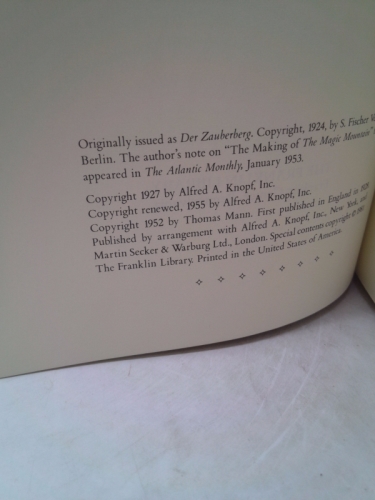 Originally issued as Der Zauberberg. Copyright, 1924, by S. Fischer
Berlin. The author's note on "The Making of The Magic Mountain"
appeared in The Atlantic Monthly, January 1953.
Copyright 1927 by Alfred A. Knopf, Inc.
Copyright renewed, 1955 by Alfred A. Knopf, Inc.
Copyright 1952 by Thomas Mann. First published in England in 1928
Published by arrangement with Alfred A. Knopf, Inc., New York, and
Martin Secker & Warburg Ltd., London. Special contents copyright ©
The Franklin Library. Printed in the United States of America.